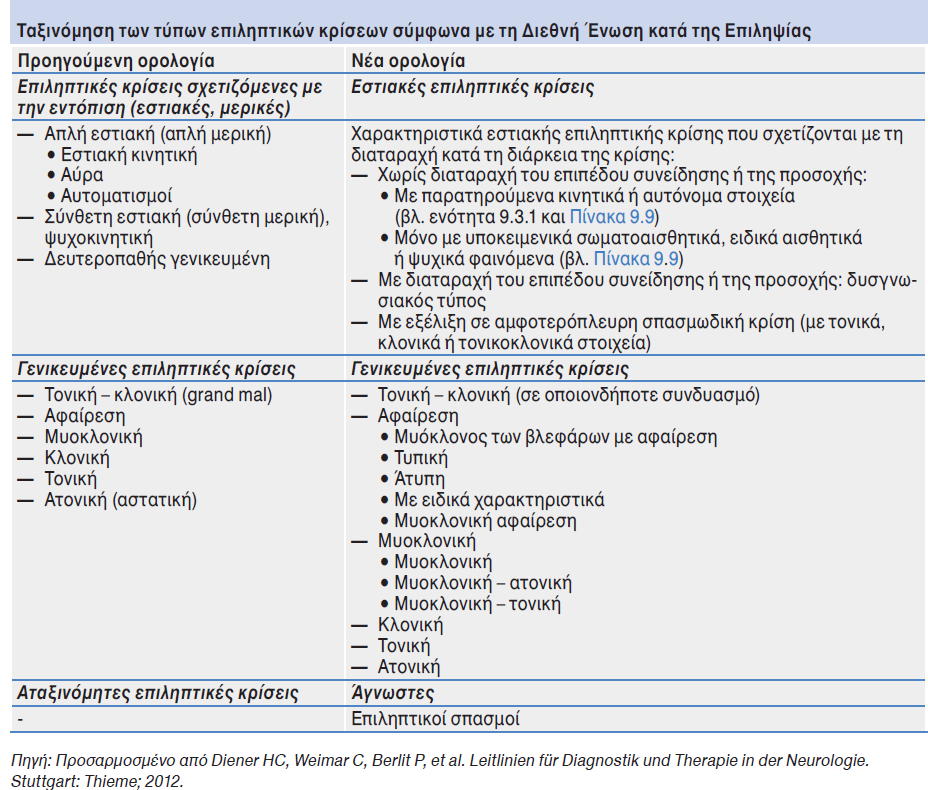 Ταξινόμηση των τύπων επιληπτικών κρίσεων σύμφωνα με τη Διεθνή Ένωση κατά της Επιληψίας
Προηγούμενη ορολογία
Νέα ορολογία
Επιληπτικές κρίσεις σχετιζόμενες με
την εντόπιση (εστιακές, μερικές)
Εστιακές επιληπτικές κρίσεις
— Απλή εστιακή (απλή μερική)
• Εστιακή κινητική
• Αύρα
• Αυτοματισμοί
— Σύνθετη εστιακή (σύνθετη μερική),
ψυχοκινητική
— Δευτεροπαθής γενικευμένη
Χαρακτηριστικά εστιακής επιληπτικής κρίσης που σχετίζονται με τη
διαταραχή κατά τη διάρκεια της κρίσης:
— Χωρίς διαταραχή του επιπέδου συνείδησης ή της προσοχής:
• Με παρατηρούμενα κινητικά ή αυτόνομα στοιχεία
(βλ. ενότητα 9.3.1 και Πίνακα 9.9)
• Μόνο με υποκειμενικά σωματοαισθητικά, ειδικά αισθητικά
ή ψυχικά φαινόμενα (βλ. Πίνακα 9.9)
— Με διαταραχή του επιπέδου συνείδησης ή της προσοχής: δυσγνω-
σιακός τύπος
— Με εξέλιξη σε αμφοτερόπλευρη σπασμωδική κρίση (με τονικά,
κλονικά ή τονικοκλονικά στοιχεία)
Γενικευμένες επιληπτικές κρίσεις
Γενικευμένες επιληπτικές κρίσεις
— Τονική – κλονική (grand mal)
— Αφαίρεση
— Μυοκλονική
— Κλονική
— Τονική
— Ατονική (αστατική)
— Τονική – κλονική (σε οποιονδήποτε συνδυασμό)
— Αφαίρεση
• Μυόκλονος των βλεφάρων με αφαίρεση
• Τυπική
• Άτυπη
• Με ειδικά χαρακτηριστικά
• Μυοκλονική αφαίρεση
— Μυοκλονική
• Μυοκλονική
• Μυοκλονική – ατονική
• Μυοκλονική – τονική
— Κλονική
— Τονική
— Ατονική
Αταξινόμητες επιληπτικές κρίσεις
Άγνωστες
-
Επιληπτικοί σπασμοί
Πηγή: Προσαρμοσμένο από Diener HC, Weimar C, Berlit P, et al. Leitlinien für Diagnostik und Therapie in der Neurologie.
Stuttgart: Thieme; 2012.